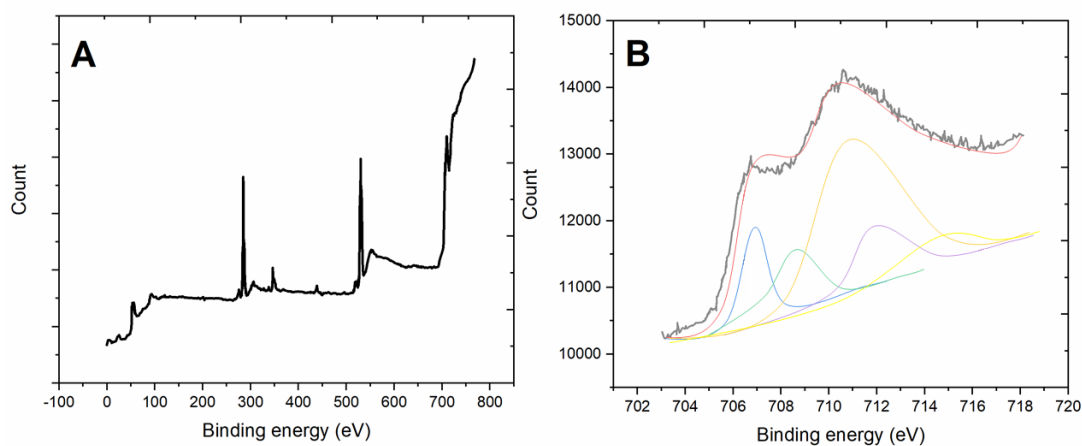 A
Count
-100 0 100 200 300 400 500 600 700 800
Binding energy (eV)
B
Count
15000
14000
13000
12000
11000
10000
702 704 706 708 710 712 714 716 718 720
Binding energy (eV)